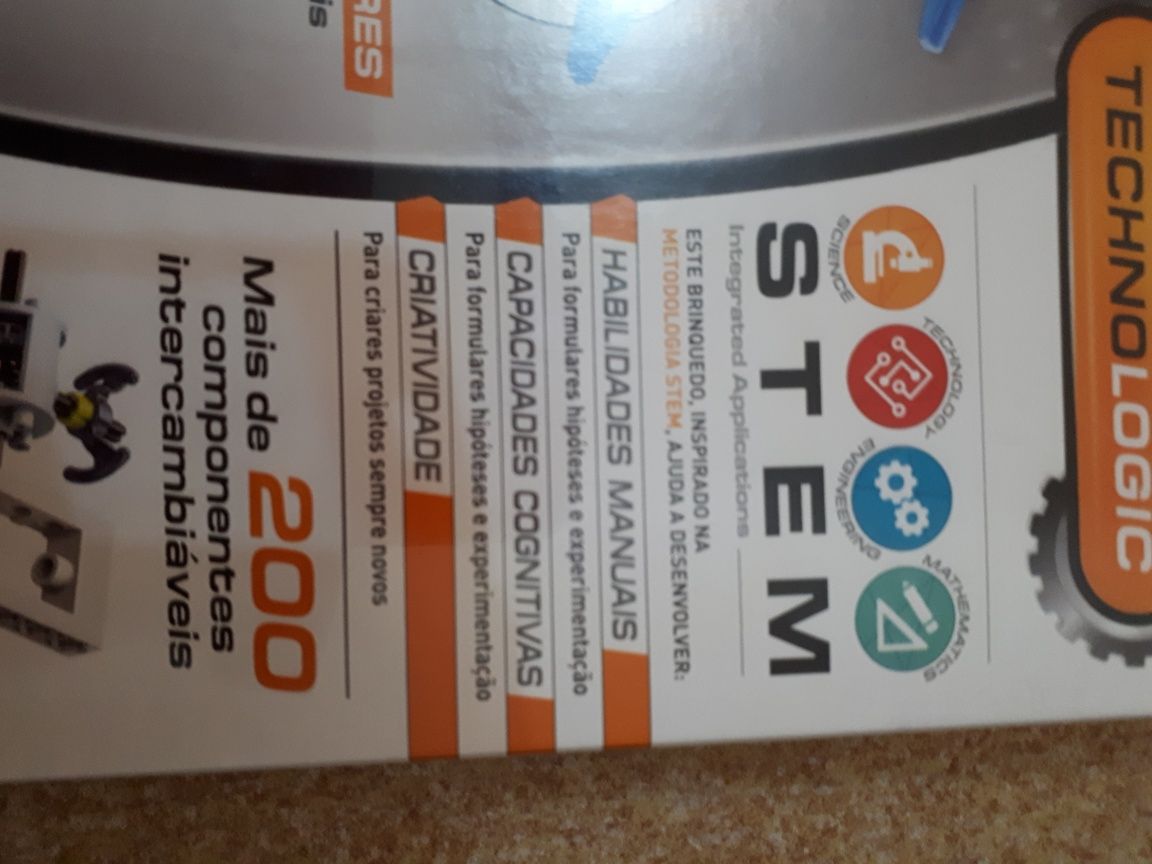 TECHNOLOGIC
SCIENCE
TECHNOLOGY
ENGINEERING
MATHEMATICS
STEM
Integrated Applications
ESTE BRINQUEDO, INSPIRADO NA
METODOLOGIA STEM, AJUDA A DESENVOLVER:
HABILIDADES MANUAIS
Para formulares hipóteses e experimentação
CAPACIDADES COGNITIVAS
Para formulares hipóteses e experimentação
CRIATIVIDADE
Para criares projetos sempre novos
Mais de 200
componentes
intercambiáveis